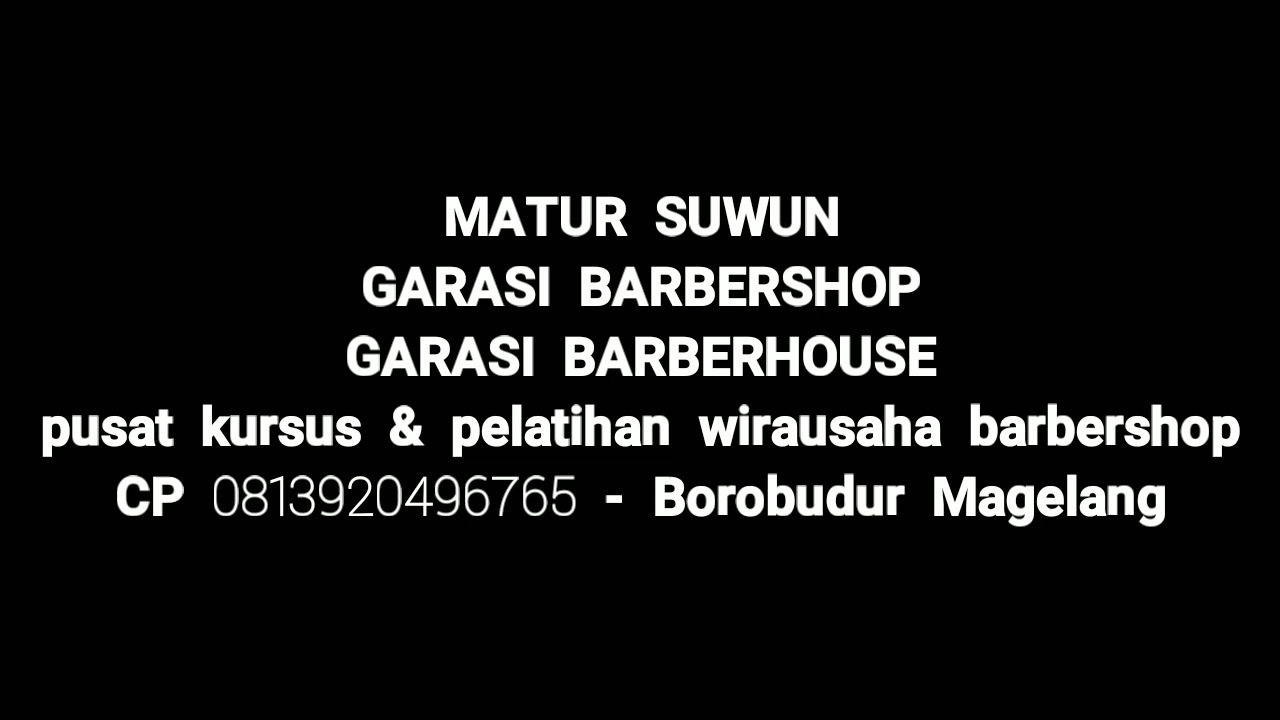 MATUR SUWUN
GARASI BARBERSHOP
GARASI BARBERHOUSE
pusat kursus & pelatihan wirausaha barbershop
CP 0813920496765 - Borobudur Magelang